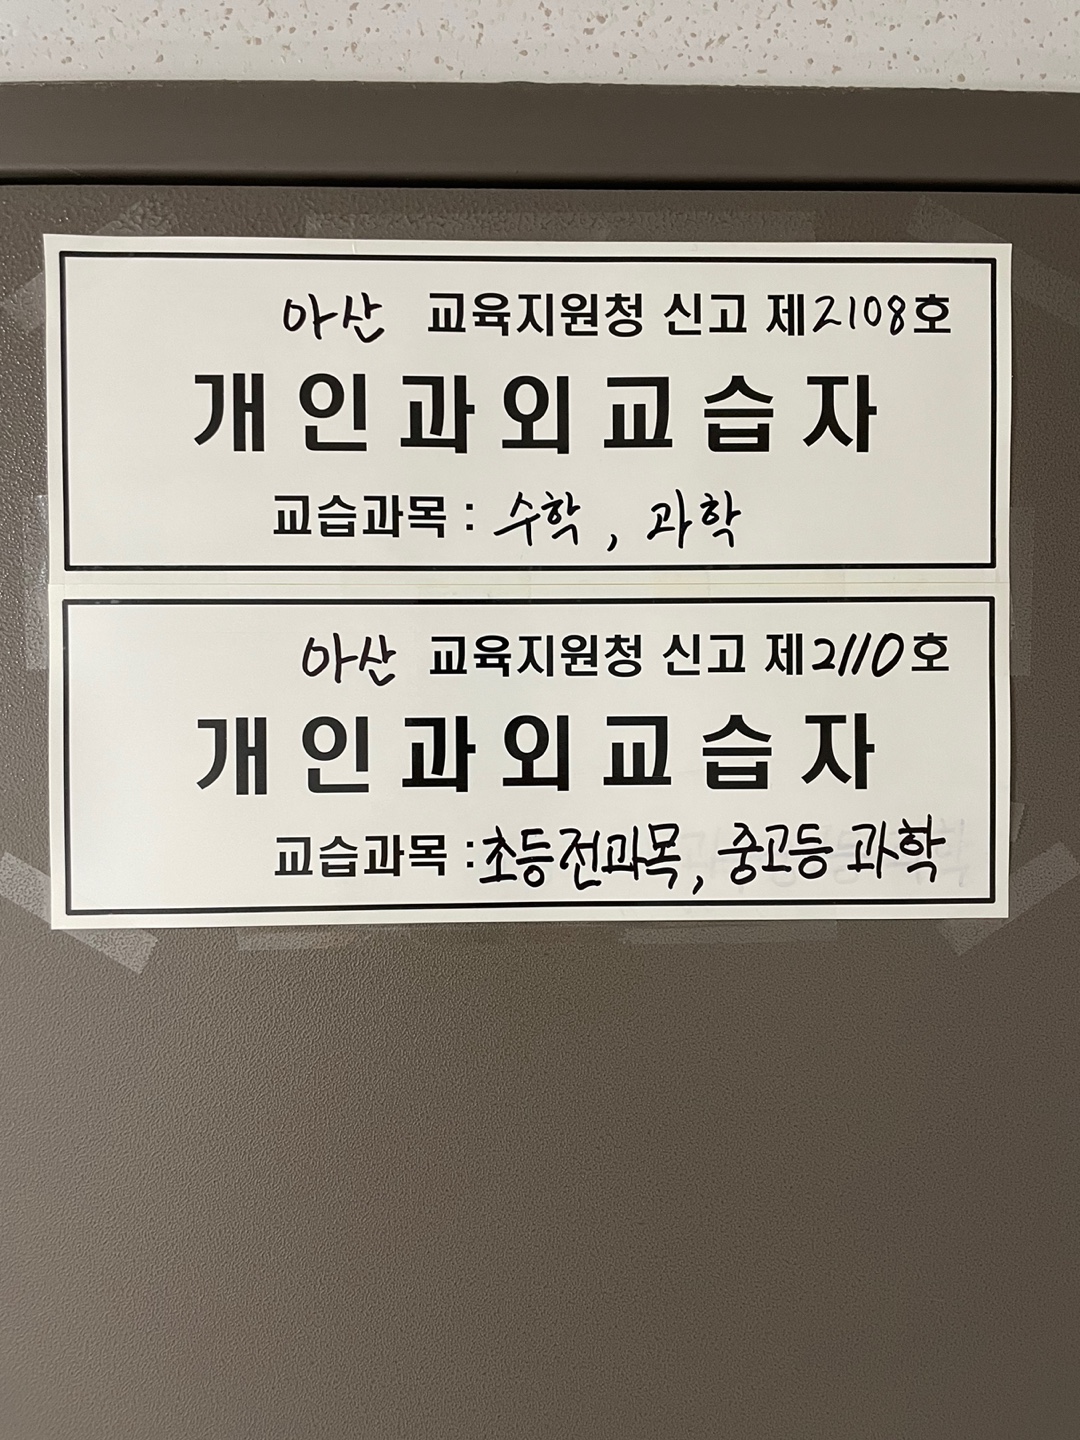 아산 교육지원청 신고 제2108호
개인과외교습자
교습과목 : 수학, 과학
아산 교육지원청 신고 제2110호
개인과외교습자
교습과목 : 초등전과목, 중고등 과학